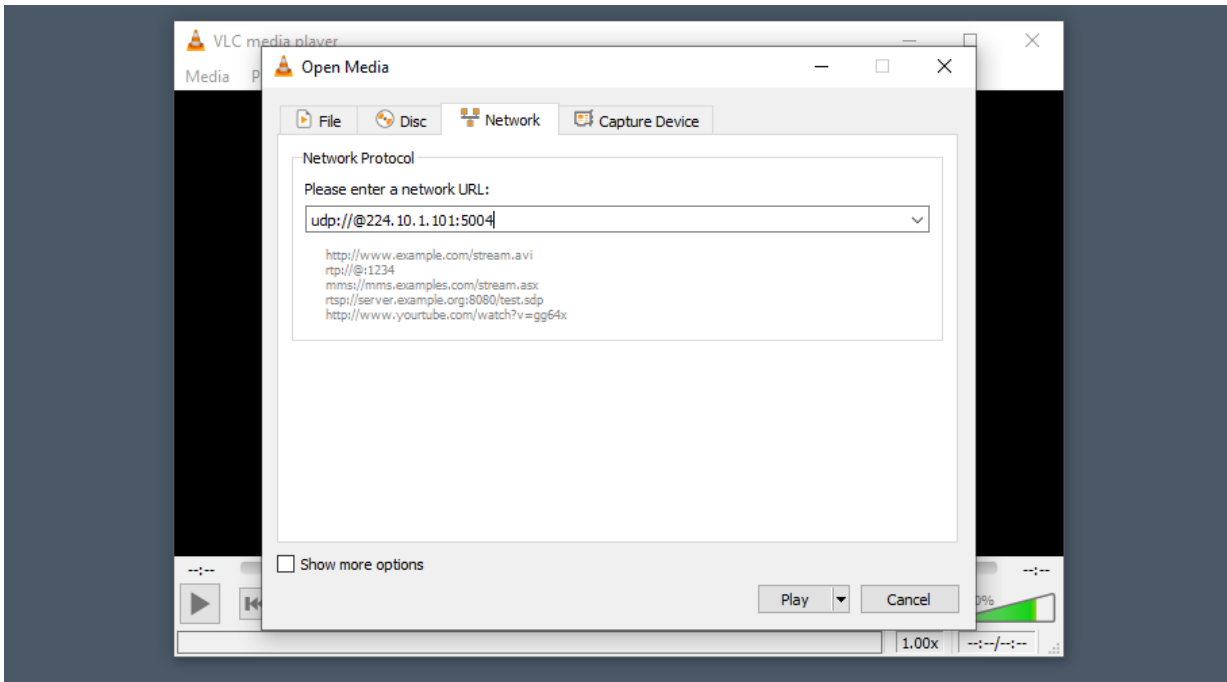 VLC media player
Media
Open Media
File Disc Network Capture Device
Network Protocol
Please enter a network URL:
udp://@224.10.1.101:5004
http://www.example.com/stream.avi
rtp://@:1234
mms://mms.examples.com/stream.asx
rtsp://server.example.org:8080/test.sdp
http://www.yourtube.com/watch?v=gg64x
Show more options
--:-- --:--
Play Cancel
1.00x --:--/--:--